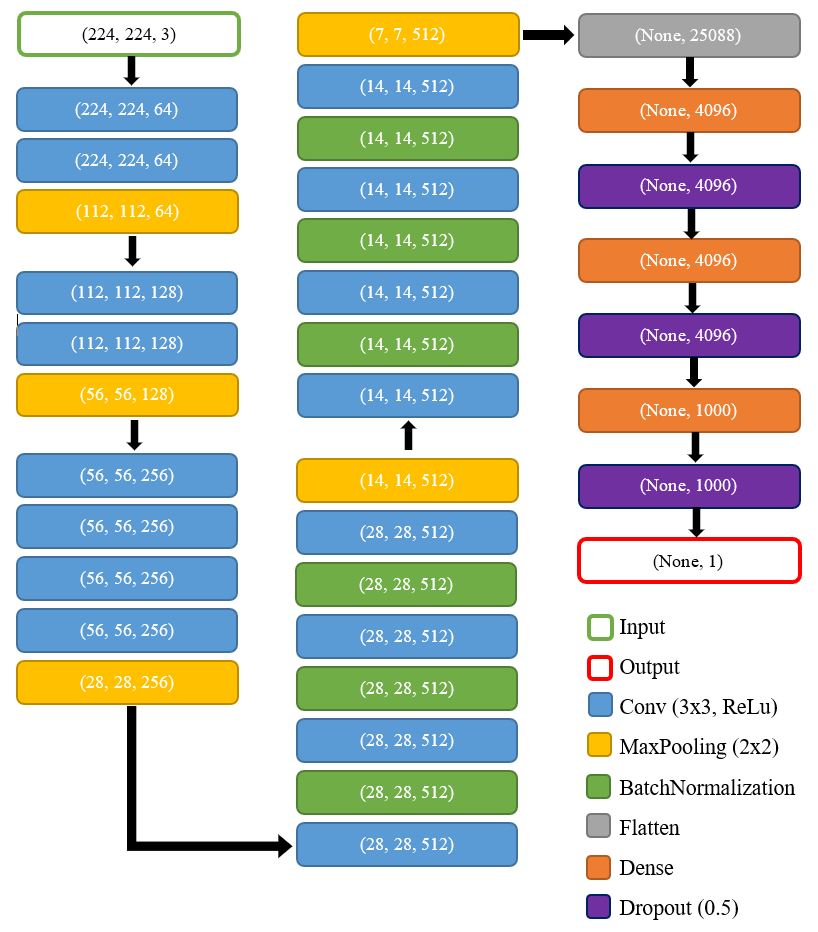 (224, 224, 3)
(224, 224, 64)
(224, 224, 64)
(112, 112, 64)
(112, 112, 128)
(112, 112, 128)
(56, 56, 128)
(56, 56, 256)
(56, 56, 256)
(56, 56, 256)
(56, 56, 256)
(28, 28, 256)
(7, 7, 512)
(14, 14, 512)
(14, 14, 512)
(14, 14, 512)
(14, 14, 512)
(14, 14, 512)
(14, 14, 512)
(14, 14, 512)
(14, 14, 512)
(28, 28, 512)
(28, 28, 512)
(28, 28, 512)
(28, 28, 512)
(28, 28, 512)
(28, 28, 512)
(28, 28, 512)
(None, 25088)
(None, 4096)
(None, 4096)
(None, 4096)
(None, 4096)
(None, 1000)
(None, 1000)
(None, 1)
Input
Output
Conv (3x3, ReLu)
MaxPooling (2x2)
BatchNormalization
Flatten
Dense
Dropout (0.5)